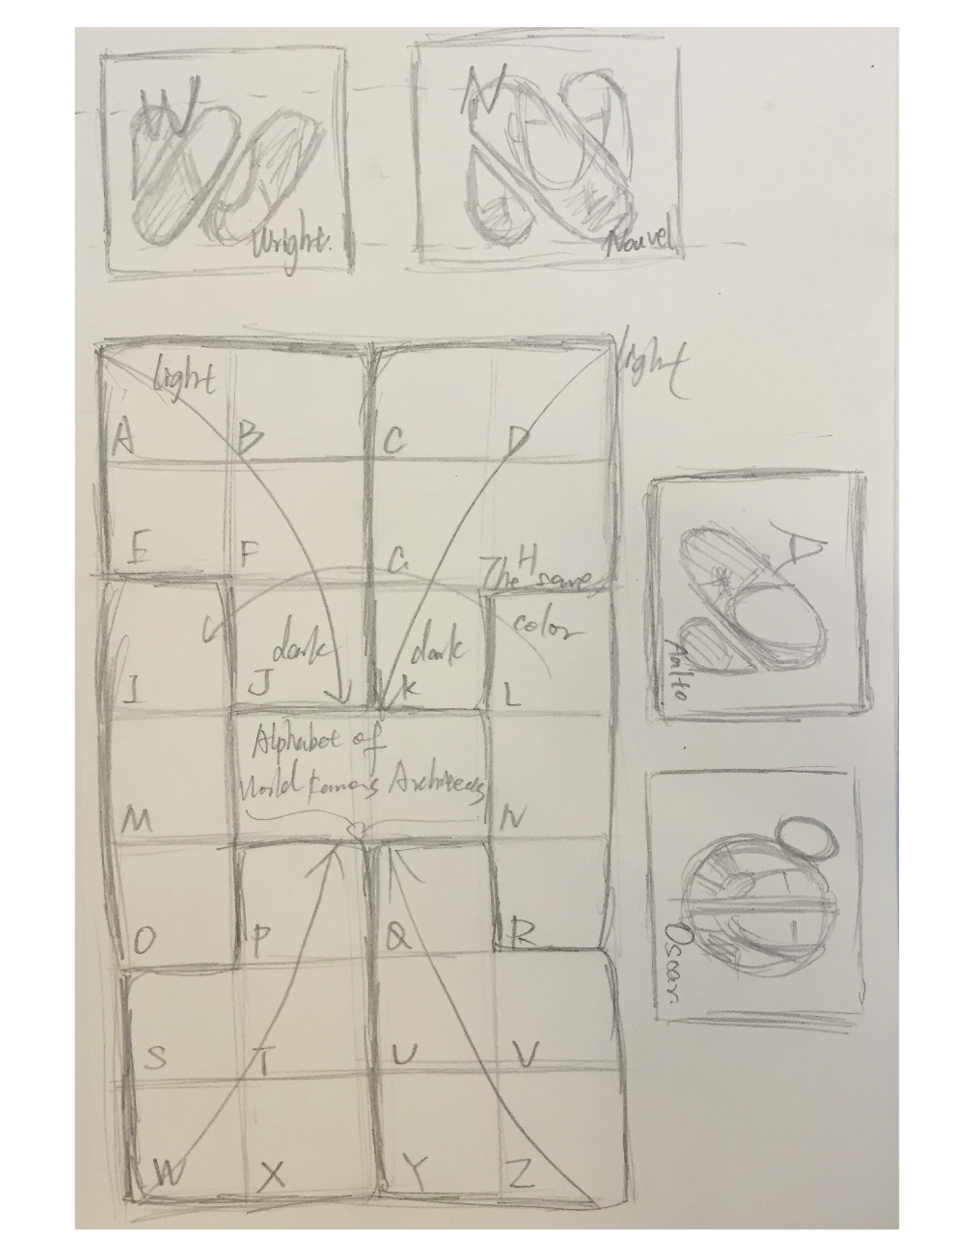 W
Wright.
N
Nouvel
light
light
A
B
C
D
E
F
G
H
The same
color
dark
dark
I
J
K
L
A
Aalto
Alphabet of
World Famous Architects
M
N
O
P
Q
R
Oscar.
S
T
U
V
W
X
Y
Z